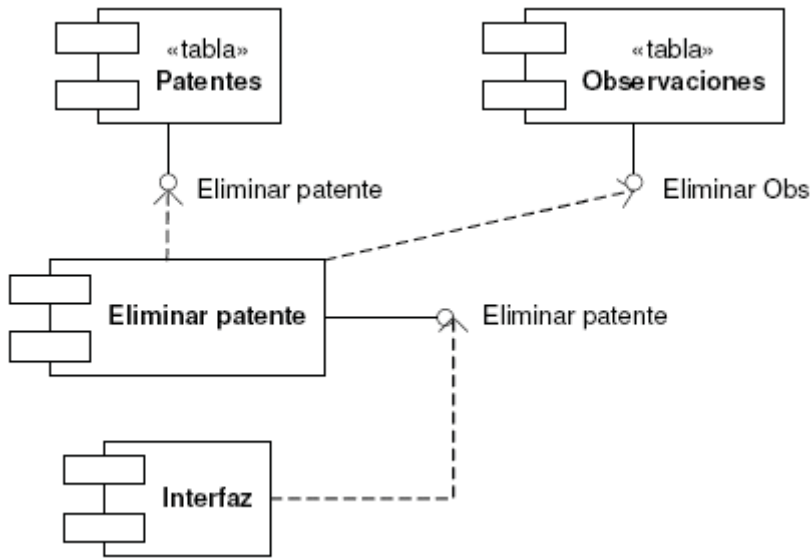 «tabla»
Patentes
«tabla»
Observaciones
Eliminar patente
Eliminar Obs
Eliminar patente
Eliminar patente
Interfaz